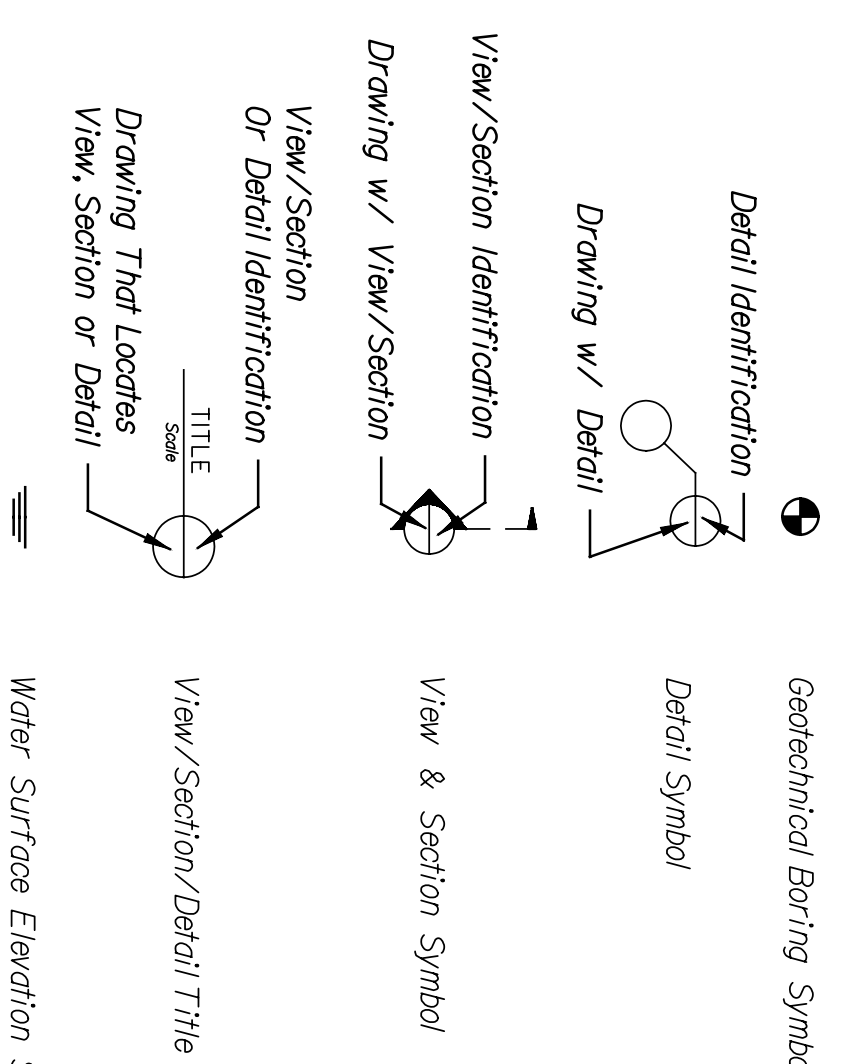 Geotechnical Boring
Detail Identification
Drawing w/ Detail
Detail Symbol
View/Section Identification
Drawing w/ View/Section
View & Section Symbol
View/Section
Or Detail Identification
TITLE
Scale
Drawing That Locates
View, Section or Detail
View/Section/Detail Title
Water Surface Elevation